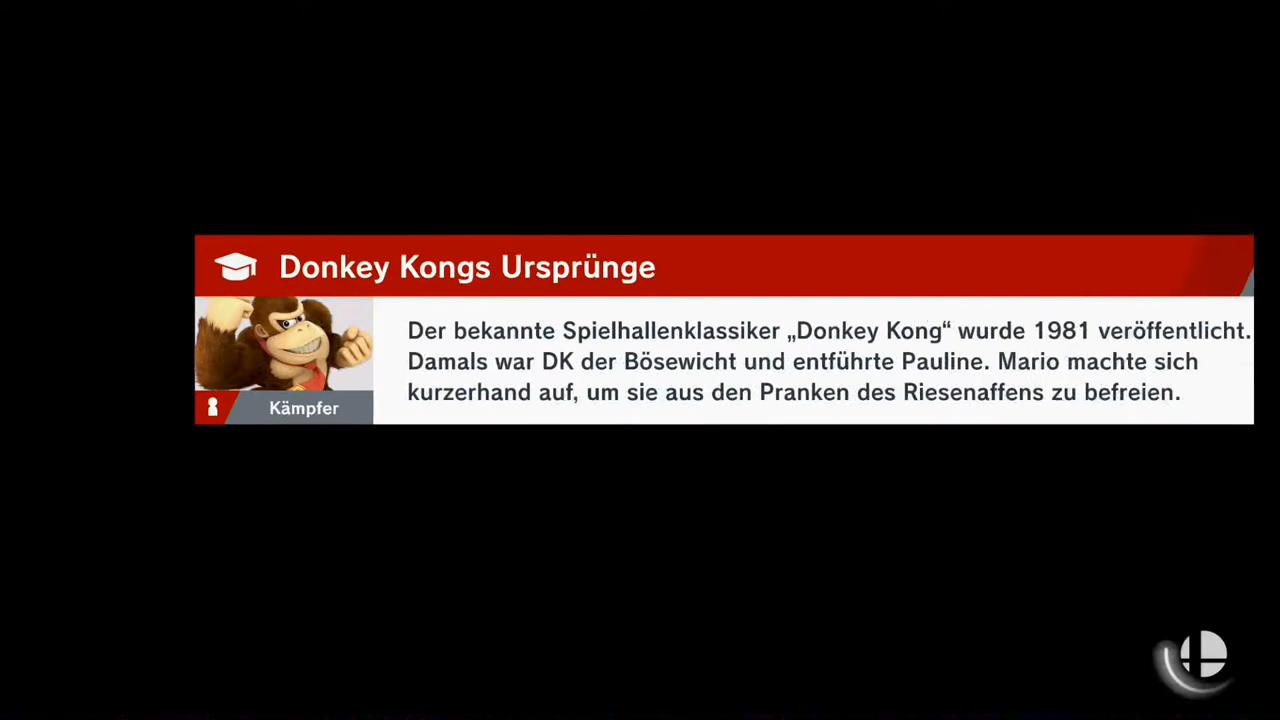 Donkey Kongs Ursprünge
Der bekannte Spielhallenklassiker „Donkey Kong“ wurde 1981 veröffentlicht.
Damals war DK der Bösewicht und entführte Pauline. Mario machte sich
kurzerhand auf, um sie aus den Pranken des Riesenaffens zu befreien.
Kämpfer